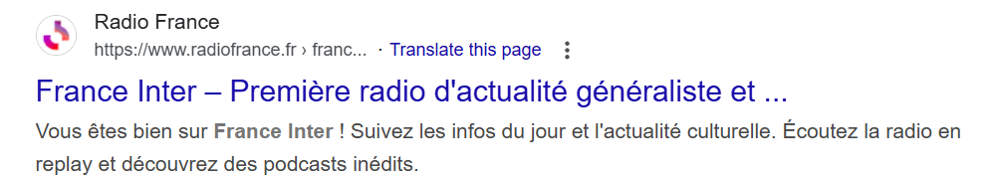 Radio France
https://www.radiofrance.fr › franc... · Translate this page
France Inter – Première radio d'actualité généraliste et ...
Vous êtes bien sur France Inter ! Suivez les infos du jour et l'actualité culturelle. Écoutez la radio en
replay et découvrez des podcasts inédits.